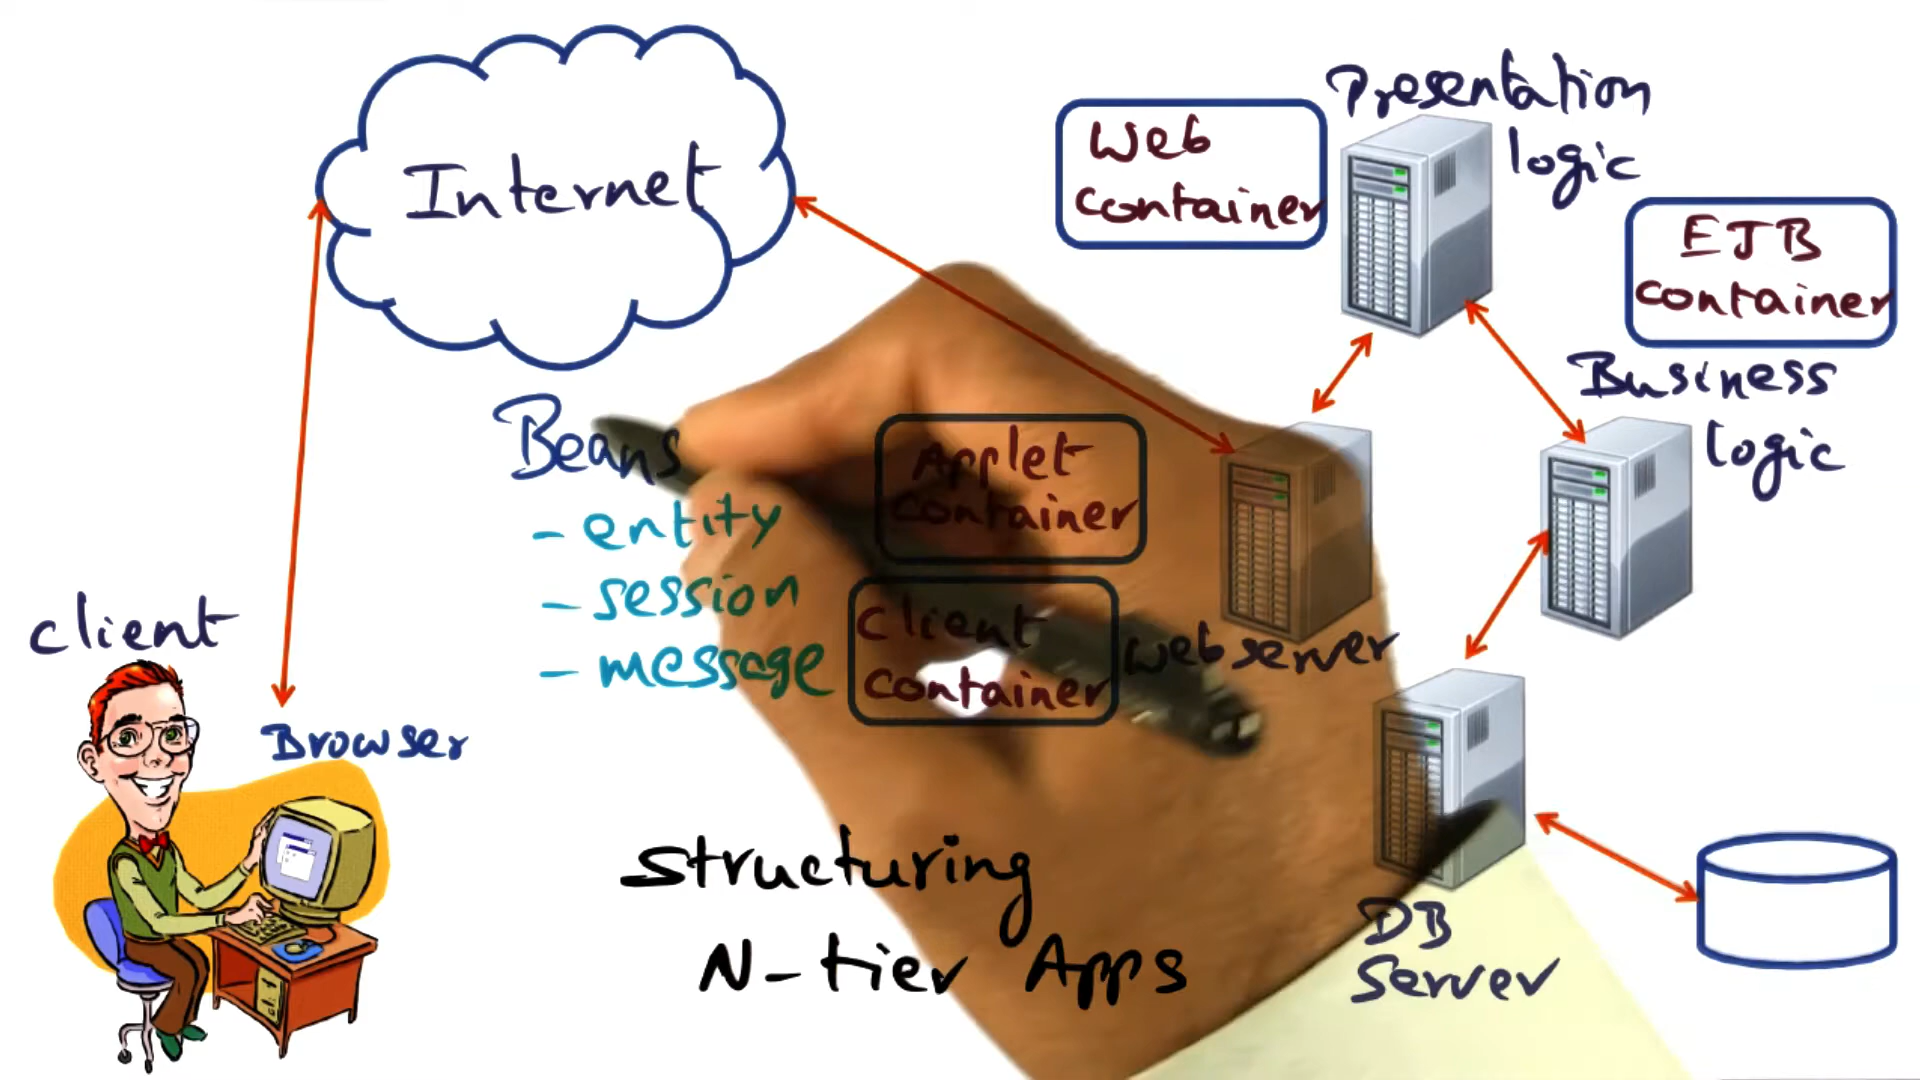 Internet
Presentation
logic
Web
container
EJB
container
Business
logic
Beans
- entity
- session
- message
Applet
container
client
container
web server
client
Browser
structuring
N-tier Apps
DB
server